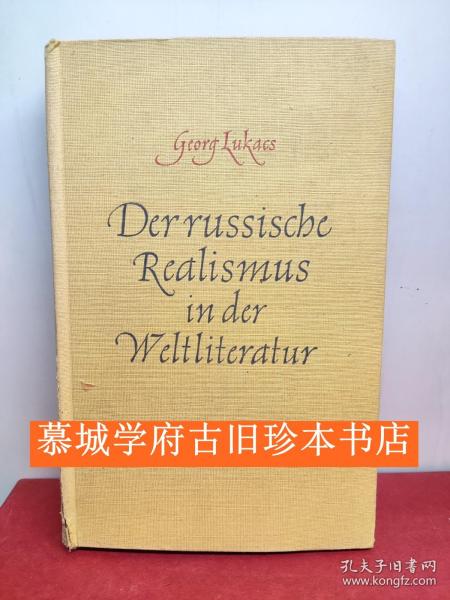 Georg Lukacs
Der russische
Realismus
in der
Weltliteratur
慕城学府古旧珍本书店
孔夫子旧书网
www.kongfz.com